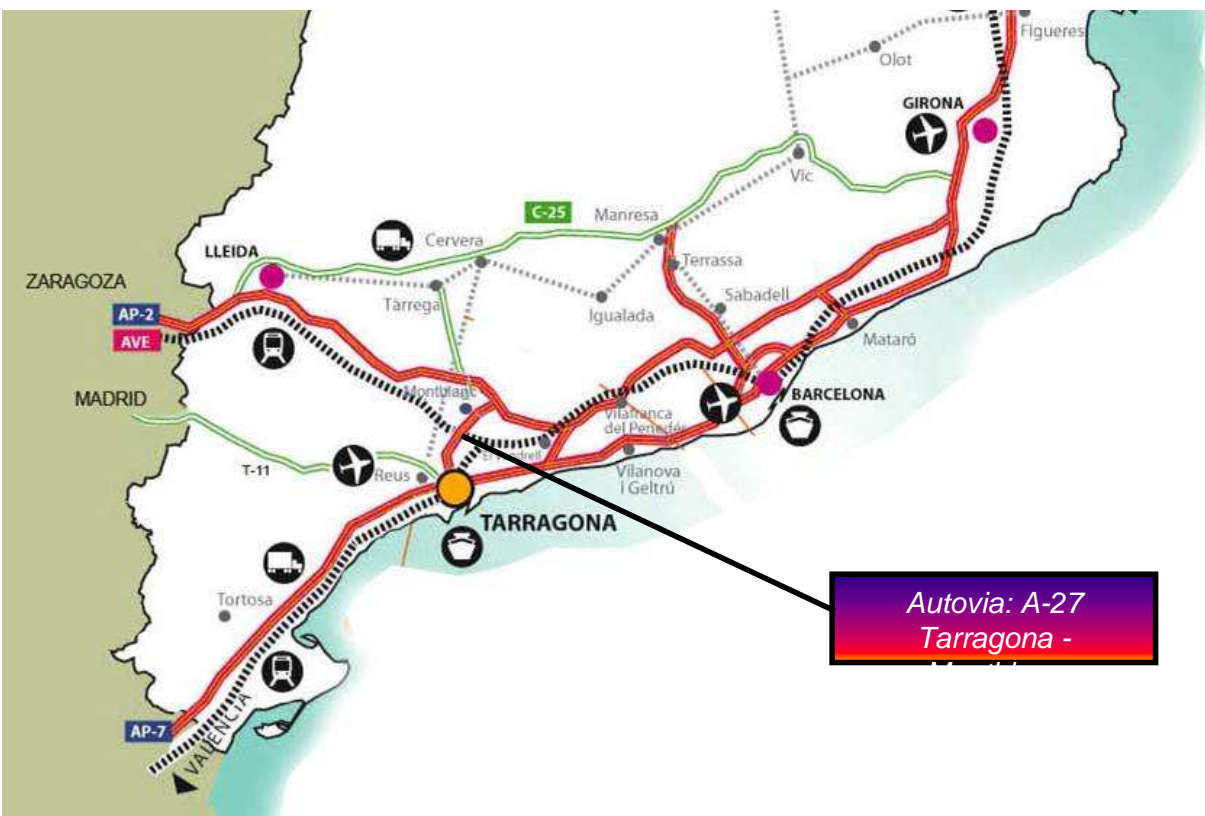 Figueres
Olot
GIRONA
Vic
C-25
Manresa
Cervera
LLEIDA
Terrassa
ZARAGOZA
Tàrrega
Igualada
Sabadell
AP-2
AVE
Mataró
MADRID
Montblanc
BARCELONA
Vilafranca
del Penedés
El Vendrell
T-11
Reus
Vilanova
i Geltrú
TARRAGONA
Tortosa
Autovia: A-27
Tarragona -
AP-7
VALENCIA